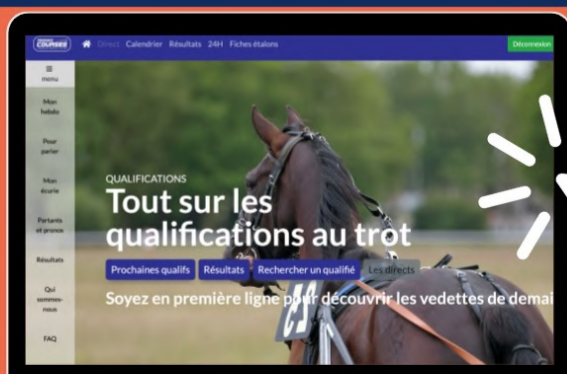 COURSES
Direct Calendrier Résultats 24H Fiches étalons
Déconnexion
menu
Mon
hebdo
Pour
parier
Mon
écurie
Partants
et pronos
Résultats
Qui
sommes-
nous
FAQ
QUALIFICATIONS
Tout sur les
qualifications au trot
Prochaines qualifs Résultats Rechercher un qualifié Les directs
Soyez en première ligne pour découvrir les vedettes de demai